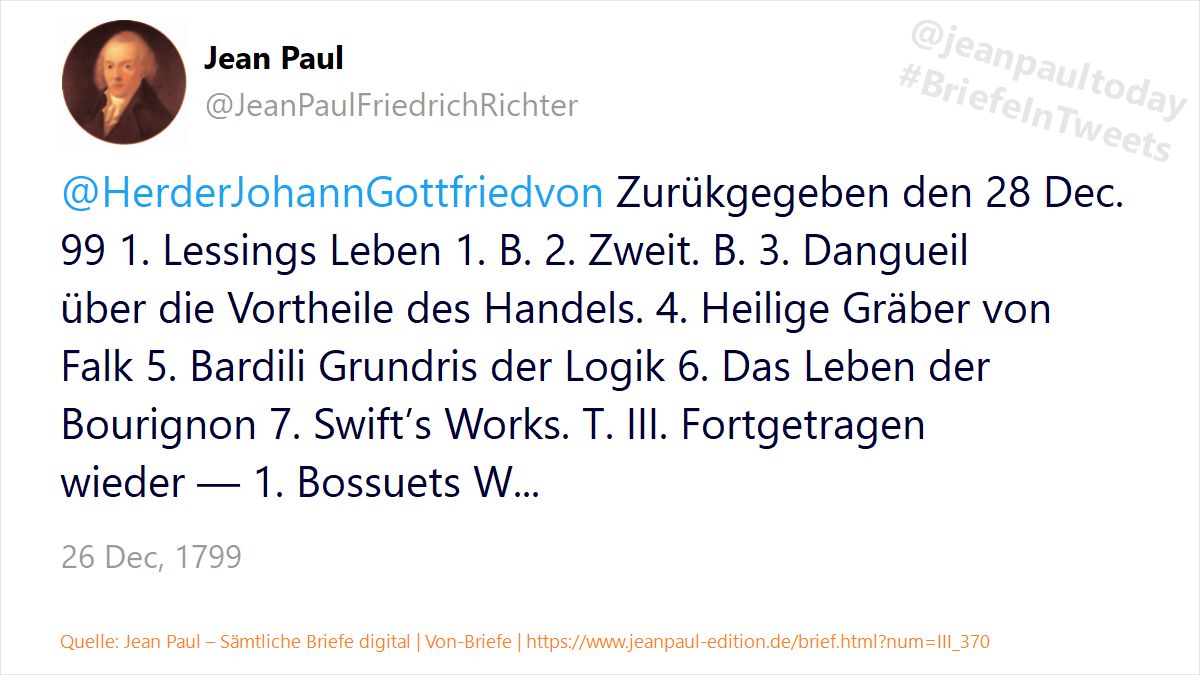 Jean Paul
@JeanPaulFriedrichRichter
@jeanpaultoday
#BriefeInTweets
@HerderJohannGottfriedvon Zurükgegeben den 28 Dec.
99 1. Lessings Leben 1. B. 2. Zweit. B. 3. Dangueil
über die Vortheile des Handels. 4. Heilige Gräber von
Falk 5. Bardili Grundris der Logik 6. Das Leben der
Bourignon 7. Swift’s Works. T. III. Fortgetragen
wieder — 1. Bossuets W...
26 Dec, 1799
Quelle: Jean Paul – Sämtliche Briefe digital | Von-Briefe | https://www.jeanpaul-edition.de/brief.html?num=III_370